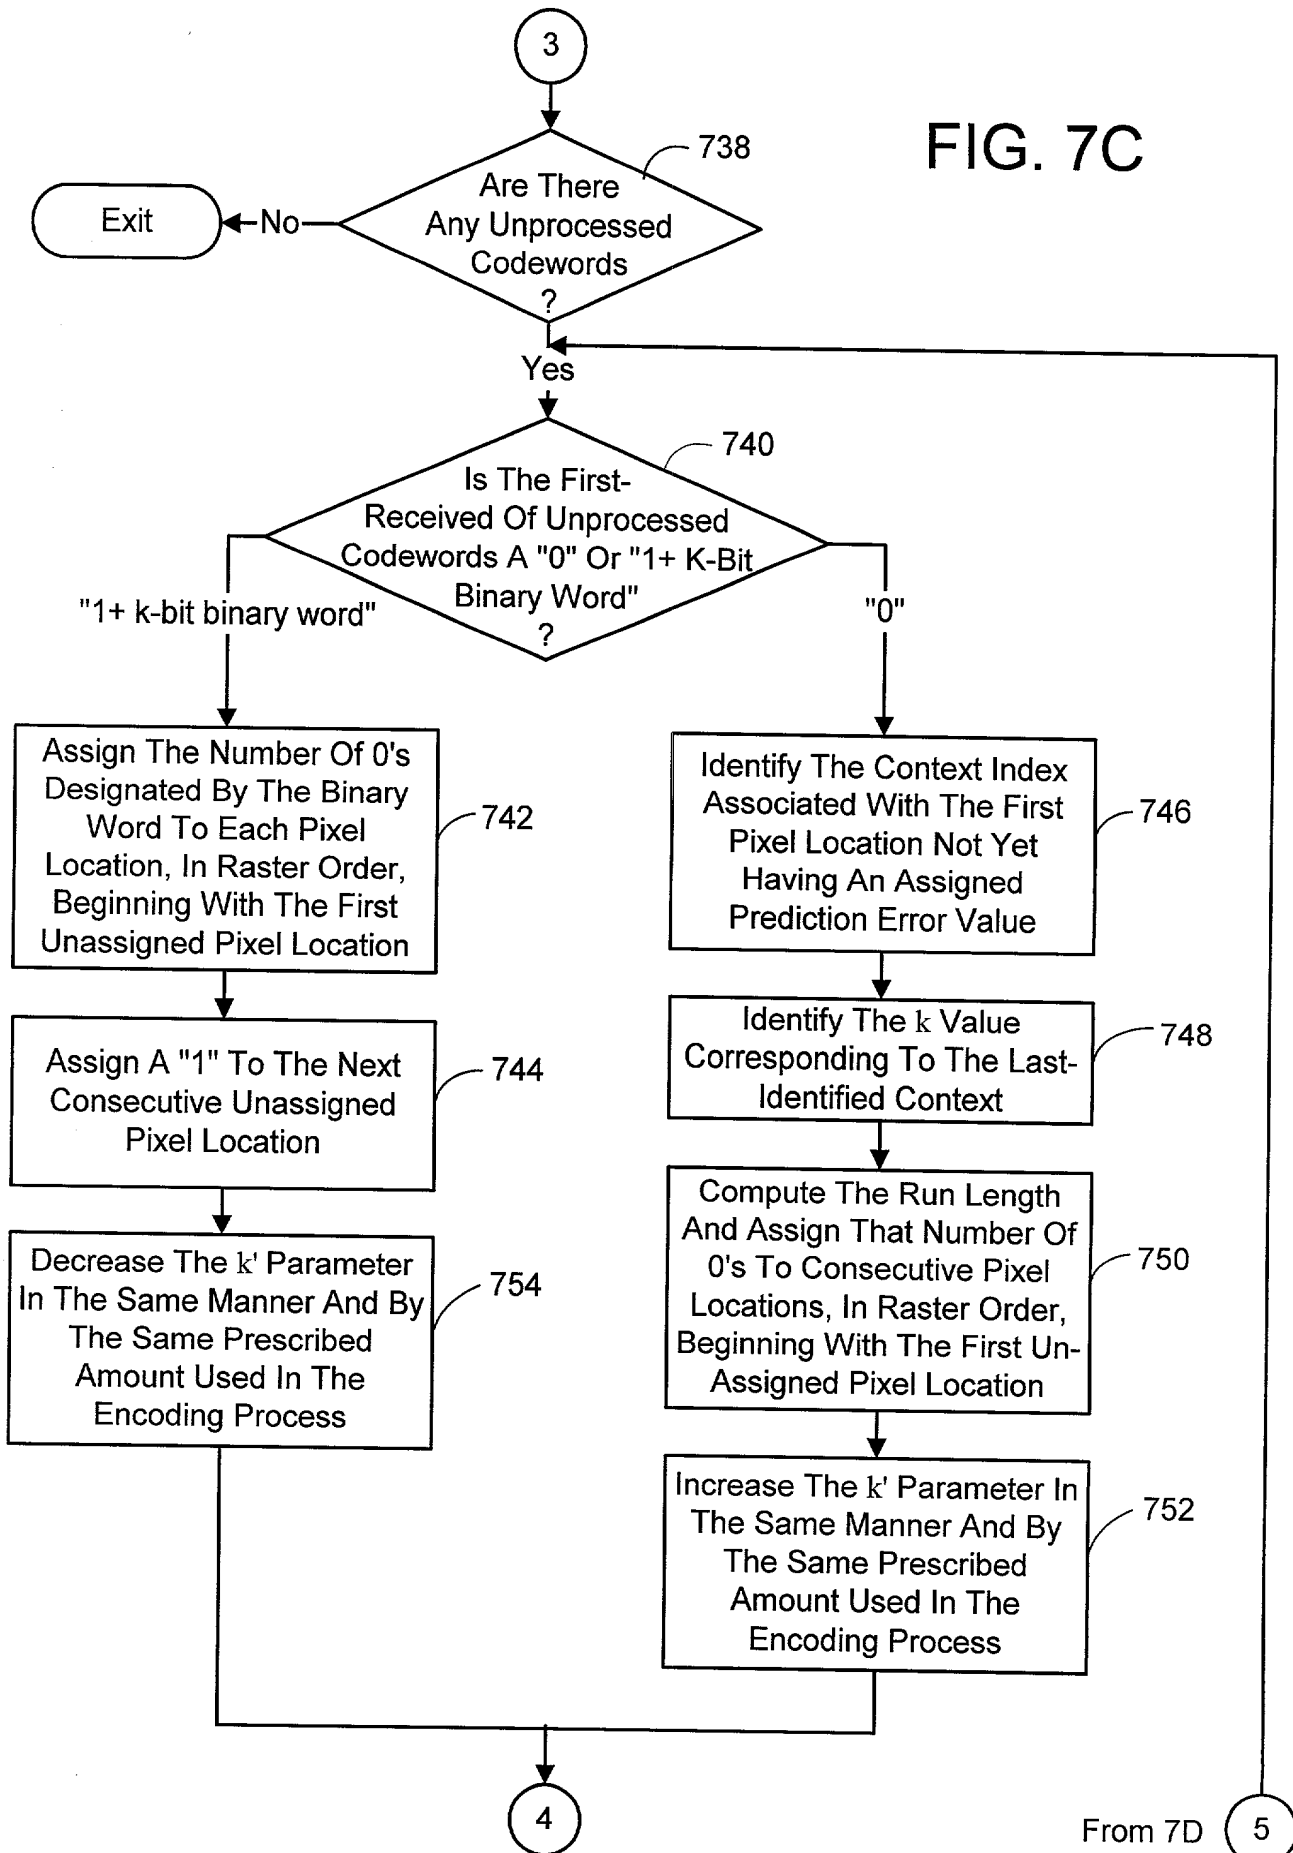 3
FIG. 7C
738
Are There
Any Unprocessed
Codewords
?
Exit
No
Yes
740
Is The First-
Received Of Unprocessed
Codewords A "0" Or "1+ K-Bit
Binary Word"
?
"1+ k-bit binary word"
"0"
Assign The Number Of 0's
Designated By The Binary
Word To Each Pixel
Location, In Raster Order,
Beginning With The First
Unassigned Pixel Location
742
Assign A "1" To The Next
Consecutive Unassigned
Pixel Location
744
Decrease The k' Parameter
In The Same Manner And By
The Same Prescribed
Amount Used In The
Encoding Process
754
Identify The Context Index
Associated With The First
Pixel Location Not Yet
Having An Assigned
Prediction Error Value
746
Identify The k Value
Corresponding To The Last-
Identified Context
748
Compute The Run Length
And Assign That Number Of
0's To Consecutive Pixel
Locations, In Raster Order,
Beginning With The First Un-
Assigned Pixel Location
750
Increase The k' Parameter In
The Same Manner And By
The Same Prescribed
Amount Used In The
Encoding Process
752
4
From 7D
5